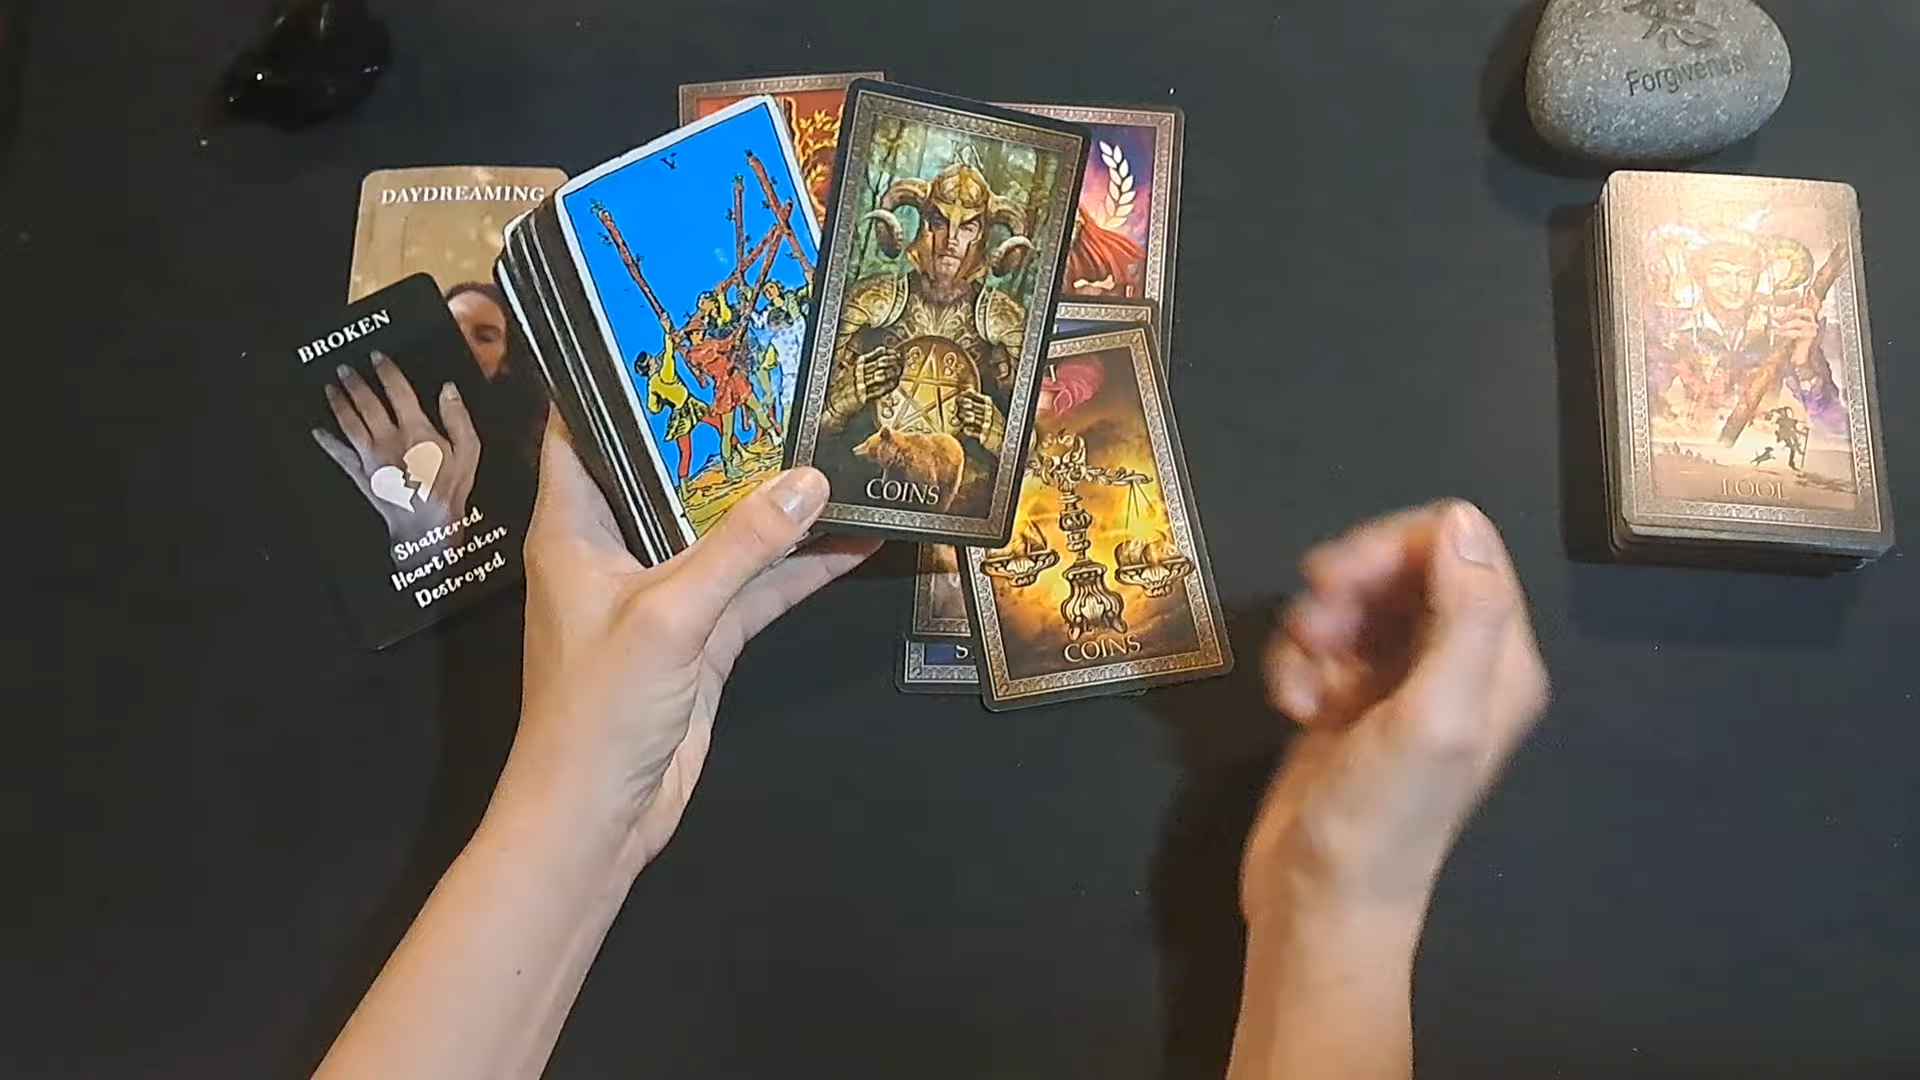 Forgiveness
DAYDREAMING
V
BROKEN
Shattered
Heart Broken
Destroyed
COINS
COINS
FOOL